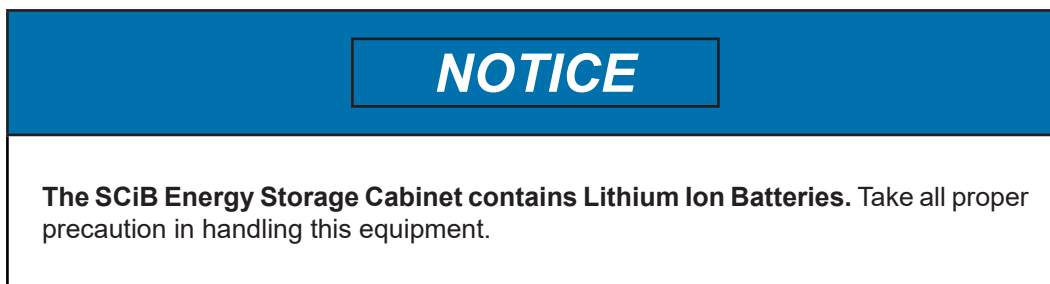 NOTICE
The SCiB Energy Storage Cabinet contains Lithium Ion Batteries. Take all proper
precaution in handling this equipment.